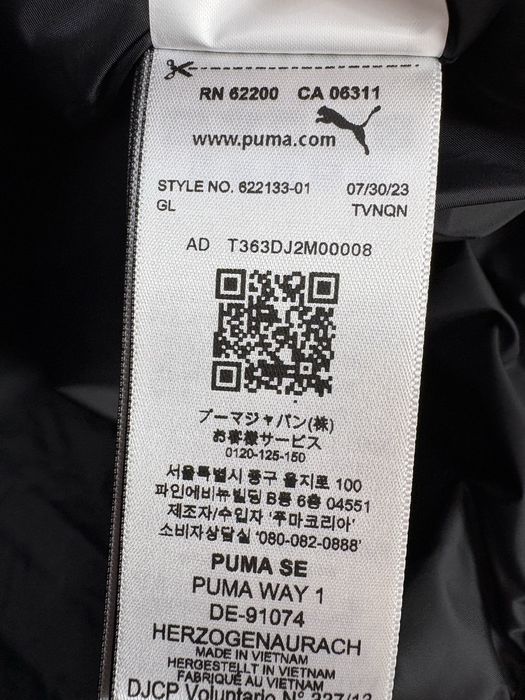 RN 62200 CA 06311
www.puma.com
STYLE NO. 622133-01 07/30/23
GL TVNQN
AD T363DJ2M00008
プーマジャパン(株)
お客様サービス
0120-125-150
서울특별시 중구 을지로 100
파인에비뉴빌딩 B동 6층 04551
제조자/수입자 '푸마코리아'
소비자상담실 '080-082-0888'
PUMA SE
PUMA WAY 1
DE-91074
HERZOGENAURACH
MADE IN VIETNAM
HERGESTELLT IN VIETNAM
FABRIQUÉ AU VIETNAM
DJCP Voluntario N°